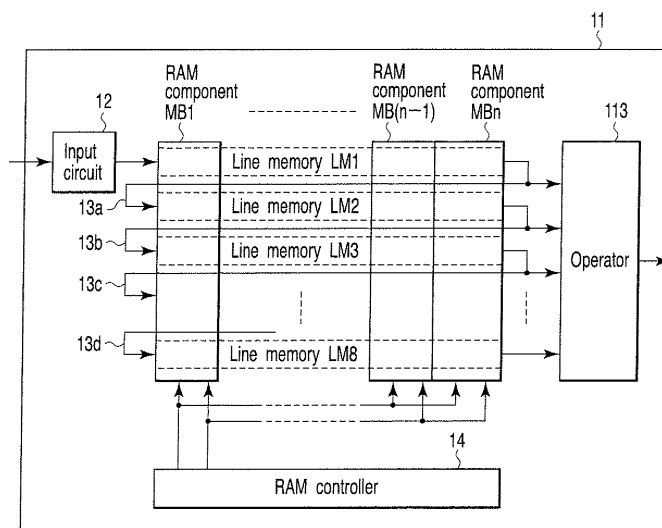 11
RAM
component
MB1
RAM
component
MB(n−1)
RAM
component
MBn
12
113
Input
circuit
Line memory LM1
13a
Line memory LM2
13b
Line memory LM3
13c
Operator
13d
Line memory LM8
14
RAM controller